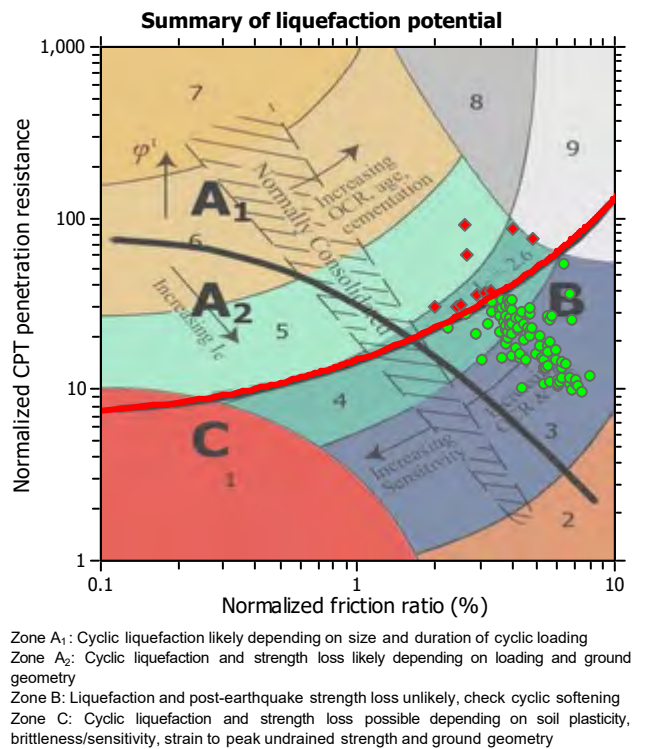 Summary of liquefaction potential
1,000
7
8
9
φ'
Increasing
OCR, age,
cementation
Normally Consolidated
A1
100
6
A2
Increasing Ic
5
2.6
B
10
4
C
3
1
Increasing
Sensitivity
2
1
0.1
1
10
Normalized CPT penetration resistance
Normalized friction ratio (%)
Zone A1: Cyclic liquefaction likely depending on size and duration of cyclic loading
Zone A2: Cyclic liquefaction and strength loss likely depending on loading and ground
geometry
Zone B: Liquefaction and post-earthquake strength loss unlikely, check cyclic softening
Zone C: Cyclic liquefaction and strength loss possible depending on soil plasticity,
brittleness/sensitivity, strain to peak undrained strength and ground geometry